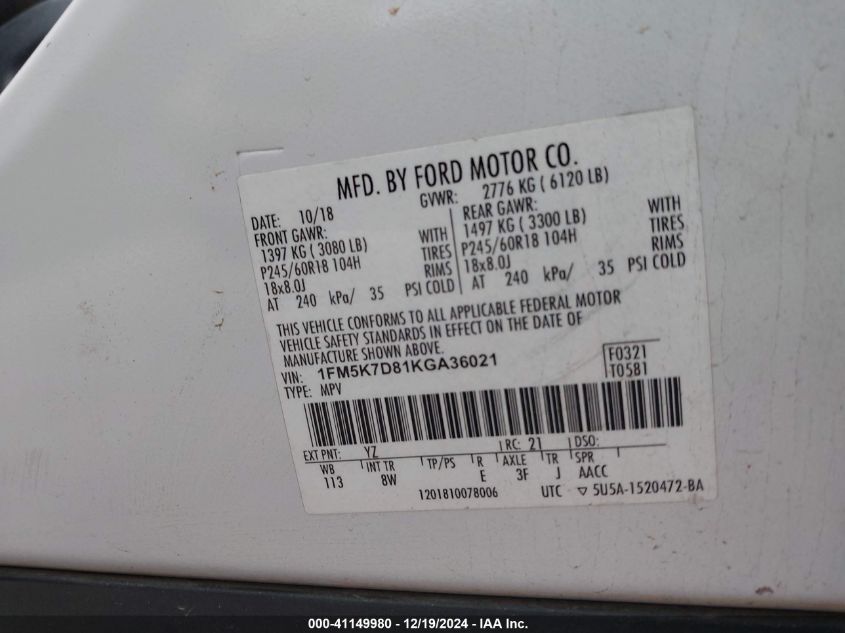 MFD. BY FORD MOTOR CO.
DATE: 10/18 GVWR: 2776 KG ( 6120 LB)
FRONT GAWR: REAR GAWR:
1397 KG ( 3080 LB) WITH 1497 KG ( 3300 LB) WITH
P245/60R18 104H TIRES P245/60R18 104H TIRES
18x8.0J RIMS 18x8.0J RIMS
AT 240 kPa/ 35 PSI COLD AT 240 kPa/ 35 PSI COLD
THIS VEHICLE CONFORMS TO ALL APPLICABLE FEDERAL MOTOR
VEHICLE SAFETY STANDARDS IN EFFECT ON THE DATE OF
MANUFACTURE SHOWN ABOVE.
VIN: 1FM5K7D81KGA36021 F0321
TYPE: MPV T0581
EXT PNT: YZ RC: 21 DSO:
WB INT TR TP/PS R AXLE TR SPR
113 8W E 3F J AACC
1201810078006 UTC ▽ 5U5A-1520472-BA
000-41149980 - 12/19/2024 - IAA Inc.